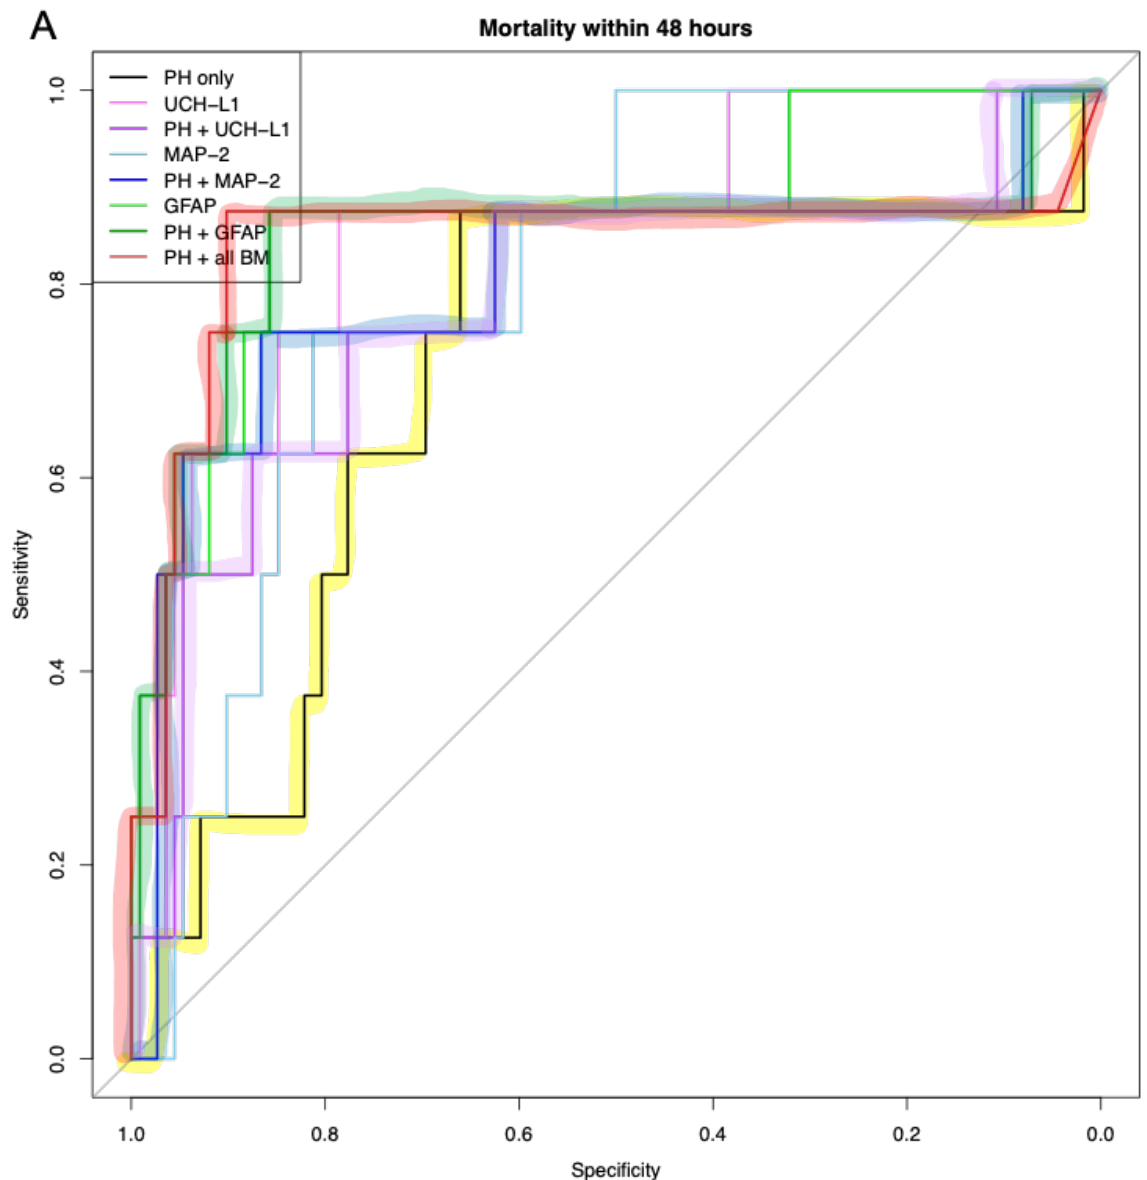 A
Mortality within 48 hours
PH only
UCH-L1
PH + UCH-L1
MAP-2
PH + MAP-2
GFAP
PH + GFAP
PH + all BM
1.0
0.8
0.6
0.4
0.2
0.0
Sensitivity
1.0 0.8 0.6 0.4 0.2 0.0
Specificity